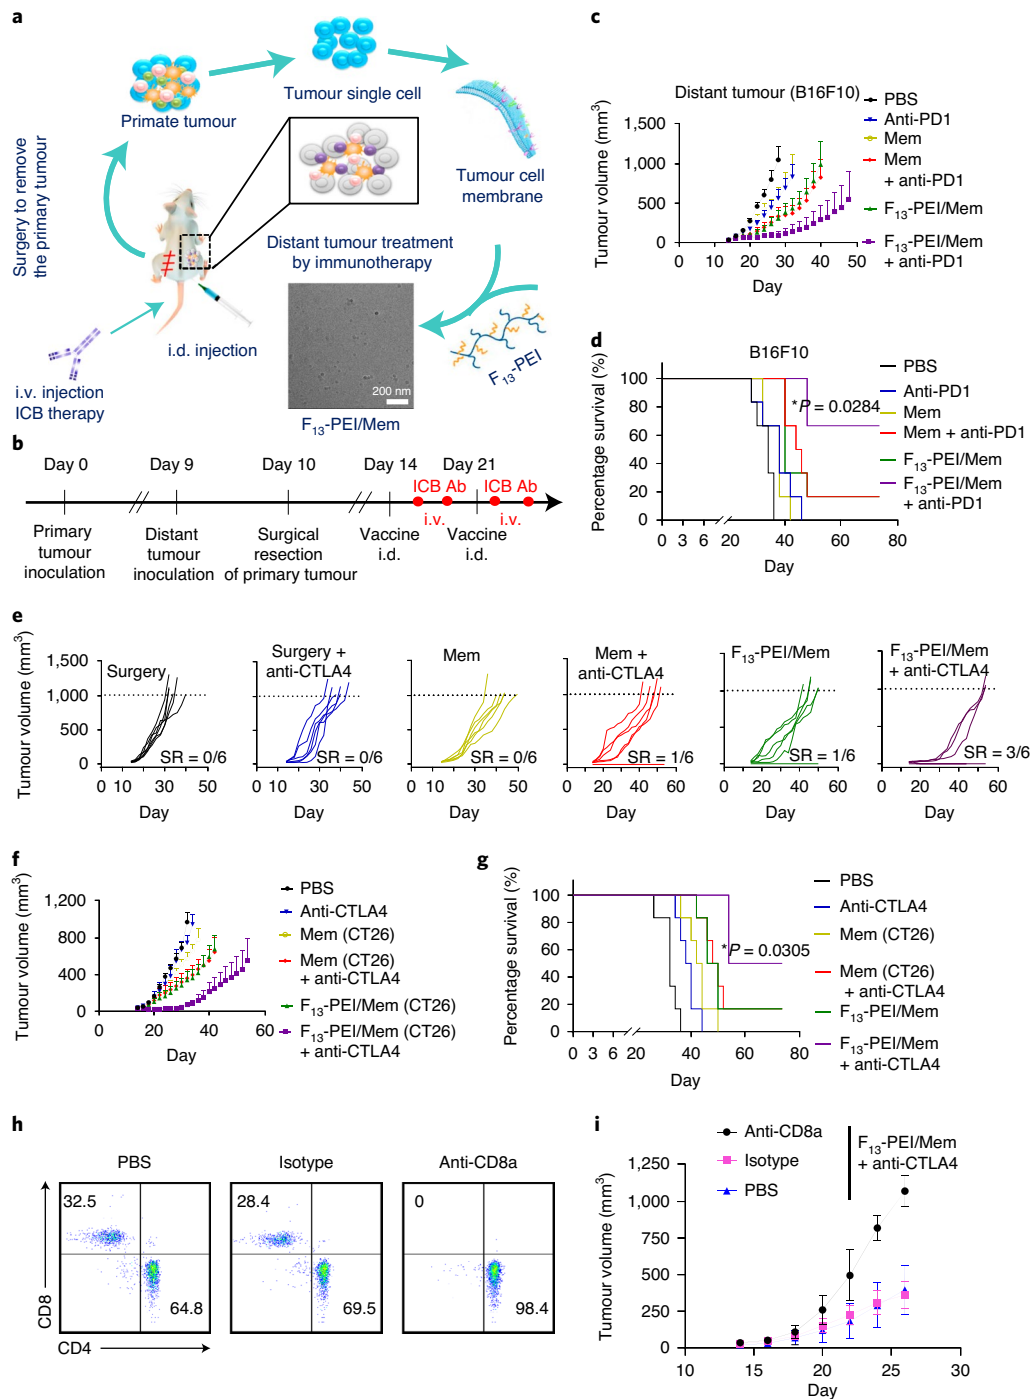 a
Primate tumour
Tumour single cell
Tumour cell
membrane
Surgery to remove
the primary tumour
Distant tumour treatment
by immunotherapy
i.d. injection
i.v. injection
ICB therapy
200 nm
F13-PEI/Mem
F13-PEI
b
Day 0
Day 9
Day 10
Day 14
Day 21
ICB Ab
ICB Ab
i.v.
i.v.
Primary
tumour
inoculation
Distant
tumour
inoculation
Surgical
resection
of primary tumour
Vaccine
i.d.
Vaccine
i.d.
c
Distant tumour (B16F10)
Tumour volume (mm3)
1,500
1,000
500
0
0 10 20 30 40 50
Day
PBS
Anti-PD1
Mem
Mem
+ anti-PD1
F13-PEI/Mem
F13-PEI/Mem
+ anti-PD1
d
B16F10
Percentage survival (%)
100
80
60
40
20
0
0 3 6 20 40 60 80
Day
*P = 0.0284
PBS
Anti-PD1
Mem
Mem + anti-PD1
F13-PEI/Mem
F13-PEI/Mem
+ anti-PD1
e
Tumour volume (mm3)
1,500
1,000
500
0
Surgery
SR = 0/6
0 10 20 30 40 50
Day
Surgery +
anti-CTLA4
SR = 0/6
0 10 20 30 40 50
Day
Mem
SR = 0/6
0 10 20 30 40 50
Day
Mem +
anti-CTLA4
SR = 1/6
0 10 20 30 40 50 60
Day
F13-PEI/Mem
SR = 1/6
0 10 20 30 40 50 60
Day
F13-PEI/Mem
+ anti-CTLA4
SR = 3/6
0 10 20 30 40 50 60
Day
f
Tumour volume (mm3)
1,200
800
400
0
0 20 40 60
Day
PBS
Anti-CTLA4
Mem (CT26)
Mem (CT26)
+ anti-CTLA4
F13-PEI/Mem (CT26)
F13-PEI/Mem (CT26)
+ anti-CTLA4
g
Percentage survival (%)
100
80
60
40
20
0
0 3 6 20 40 60 80
Day
*P = 0.0305
PBS
Anti-CTLA4
Mem (CT26)
Mem (CT26)
+ anti-CTLA4
F13-PEI/Mem
F13-PEI/Mem
+ anti-CTLA4
h
PBS
32.5
64.8
Isotype
28.4
69.5
Anti-CD8a
0
98.4
CD8
CD4
i
Anti-CD8a
Isotype
PBS
F13-PEI/Mem
+ anti-CTLA4
Tumour volume (mm3)
1,250
1,000
750
500
250
0
10 15 20 25 30
Day